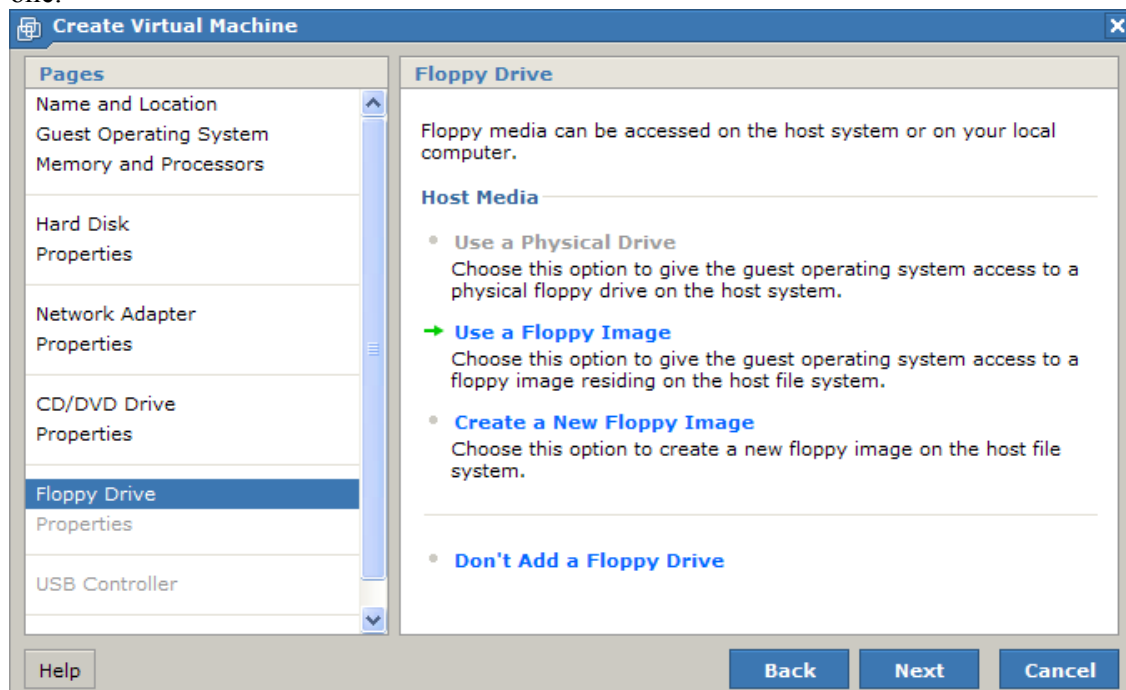 one.
Create Virtual Machine
Pages
Name and Location
Guest Operating System
Memory and Processors
Hard Disk
Properties
Network Adapter
Properties
CD/DVD Drive
Properties
Floppy Drive
Properties
USB Controller
Floppy Drive
Floppy media can be accessed on the host system or on your local
computer.
Host Media
Use a Physical Drive
Choose this option to give the guest operating system access to a
physical floppy drive on the host system.
Use a Floppy Image
Choose this option to give the guest operating system access to a
floppy image residing on the host file system.
Create a New Floppy Image
Choose this option to create a new floppy image on the host file
system.
Don't Add a Floppy Drive
Help
Back
Next
Cancel